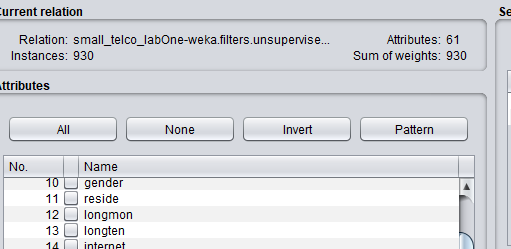 Current relation
Se
Relation: small_telco_labOne-weka.filters.unsupervise... Attributes: 61
Instances: 930 Sum of weights: 930
Attributes
All None Invert Pattern
No. Name
10 gender
11 reside
12 longmon
13 longten
14 internet